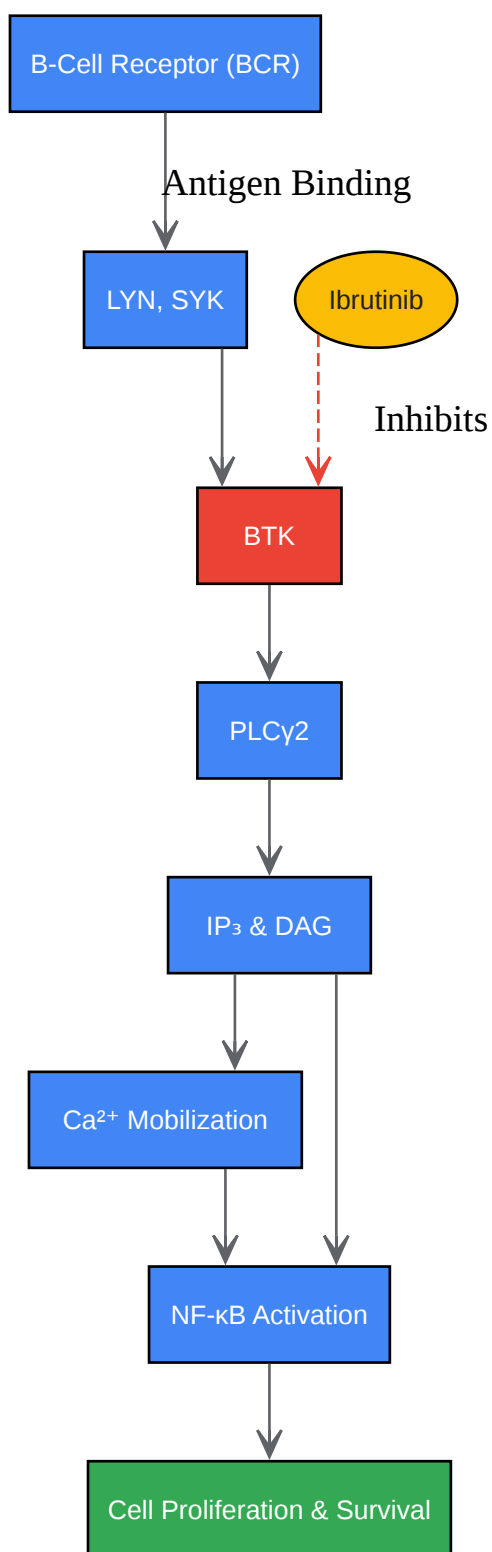 B-Cell Receptor (BCR)
Antigen Binding
LYN, SYK
Ibrutinib
Inhibits
BTK
PLCγ2
IP₃ & DAG
Ca²⁺ Mobilization
NF-κB Activation
Cell Proliferation & Survival